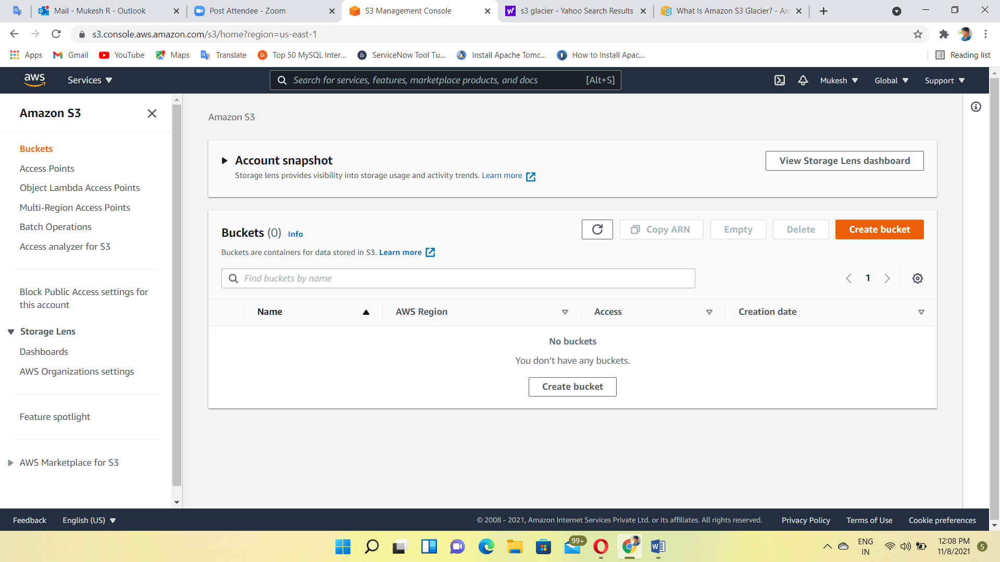 Mail - Mukesh R - Outlook
Post Attendee - Zoom
S3 Management Console
s3 glacier - Yahoo Search Results
What Is Amazon S3 Glacier? - Am
s3.console.aws.amazon.com/s3/home?region=us-east-1
Apps
Gmail
YouTube
Maps
Translate
Top 50 MySQL Inter...
ServiceNow Tool Tu...
Install Apache Tomc...
How to Install Apac...
Reading list
aws
Services
Search for services, features, marketplace products, and docs
[Alt+S]
Mukesh
Global
Support
Amazon S3
Buckets
Access Points
Object Lambda Access Points
Multi-Region Access Points
Batch Operations
Access analyzer for S3
Block Public Access settings for
this account
Storage Lens
Dashboards
AWS Organizations settings
Feature spotlight
AWS Marketplace for S3
Amazon S3
Account snapshot
View Storage Lens dashboard
Storage lens provides visibility into storage usage and activity trends. Learn more
Buckets (0) Info
Copy ARN
Empty
Delete
Create bucket
Buckets are containers for data stored in S3. Learn more
Find buckets by name
1
Name
AWS Region
Access
Creation date
No buckets
You don't have any buckets.
Create bucket
Feedback
English (US)
© 2008 - 2021, Amazon Internet Services Private Ltd. or its affiliates. All rights reserved.
Privacy Policy
Terms of Use
Cookie preferences
99+
ENG
IN
12:08 PM
11/8/2021
5